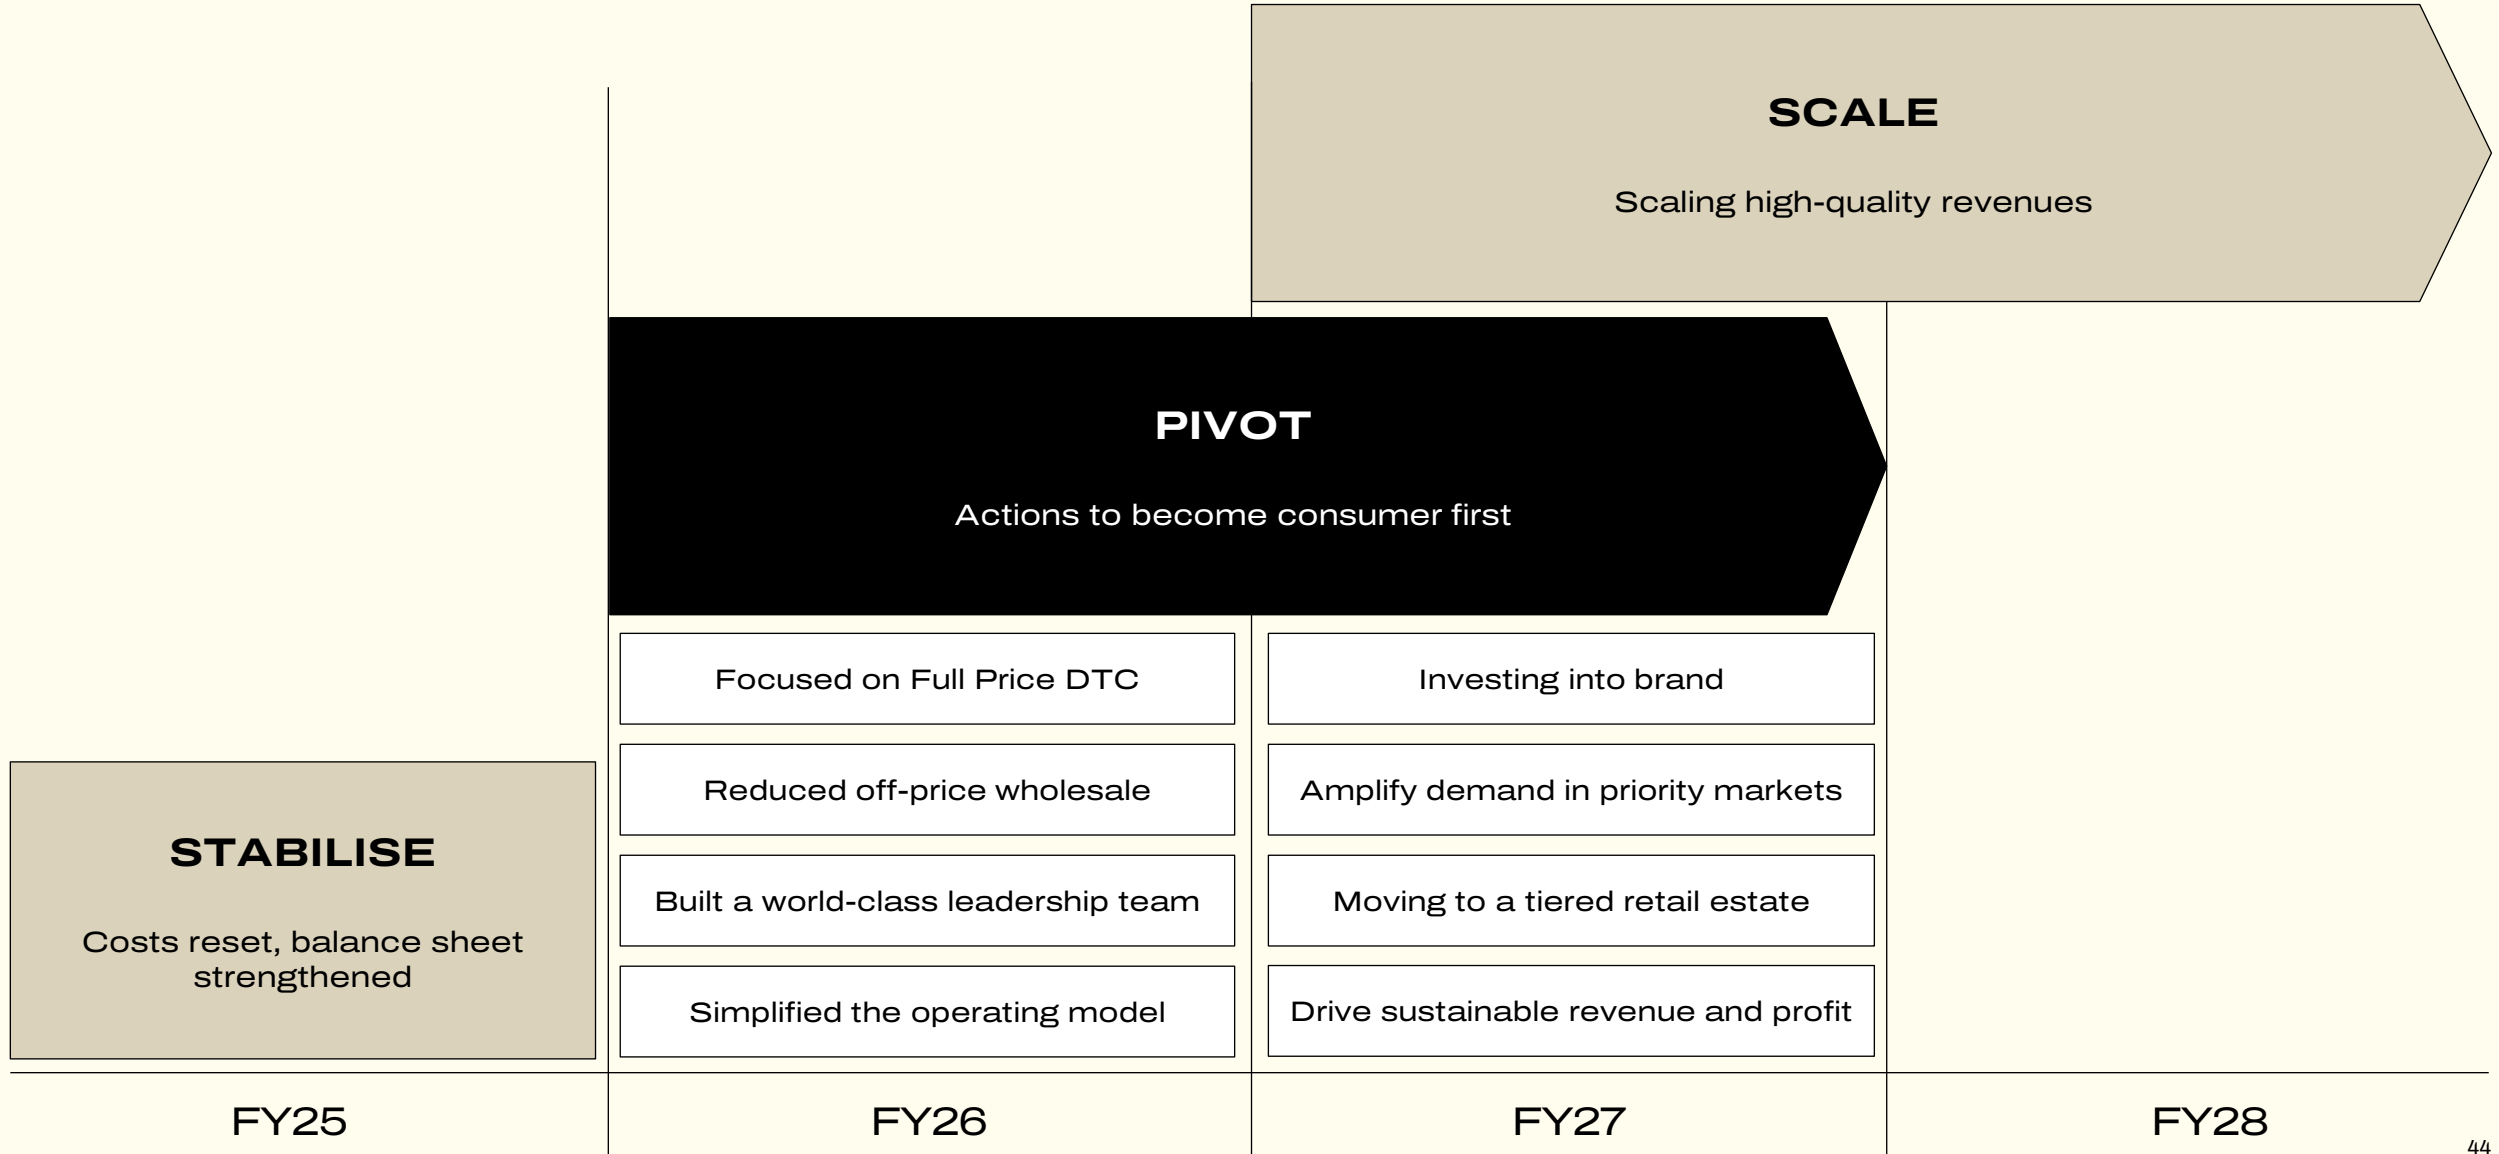 SCALE
Scaling high-quality revenues
PIVOT
Actions to become consumer first
Focused on Full Price DTC
Investing into brand
Reduced off-price wholesale
Amplify demand in priority markets
STABILISE
Costs reset, balance sheet
strengthened
Built a world-class leadership team
Moving to a tiered retail estate
Simplified the operating model
Drive sustainable revenue and profit
FY25
FY26
FY27
FY28
44